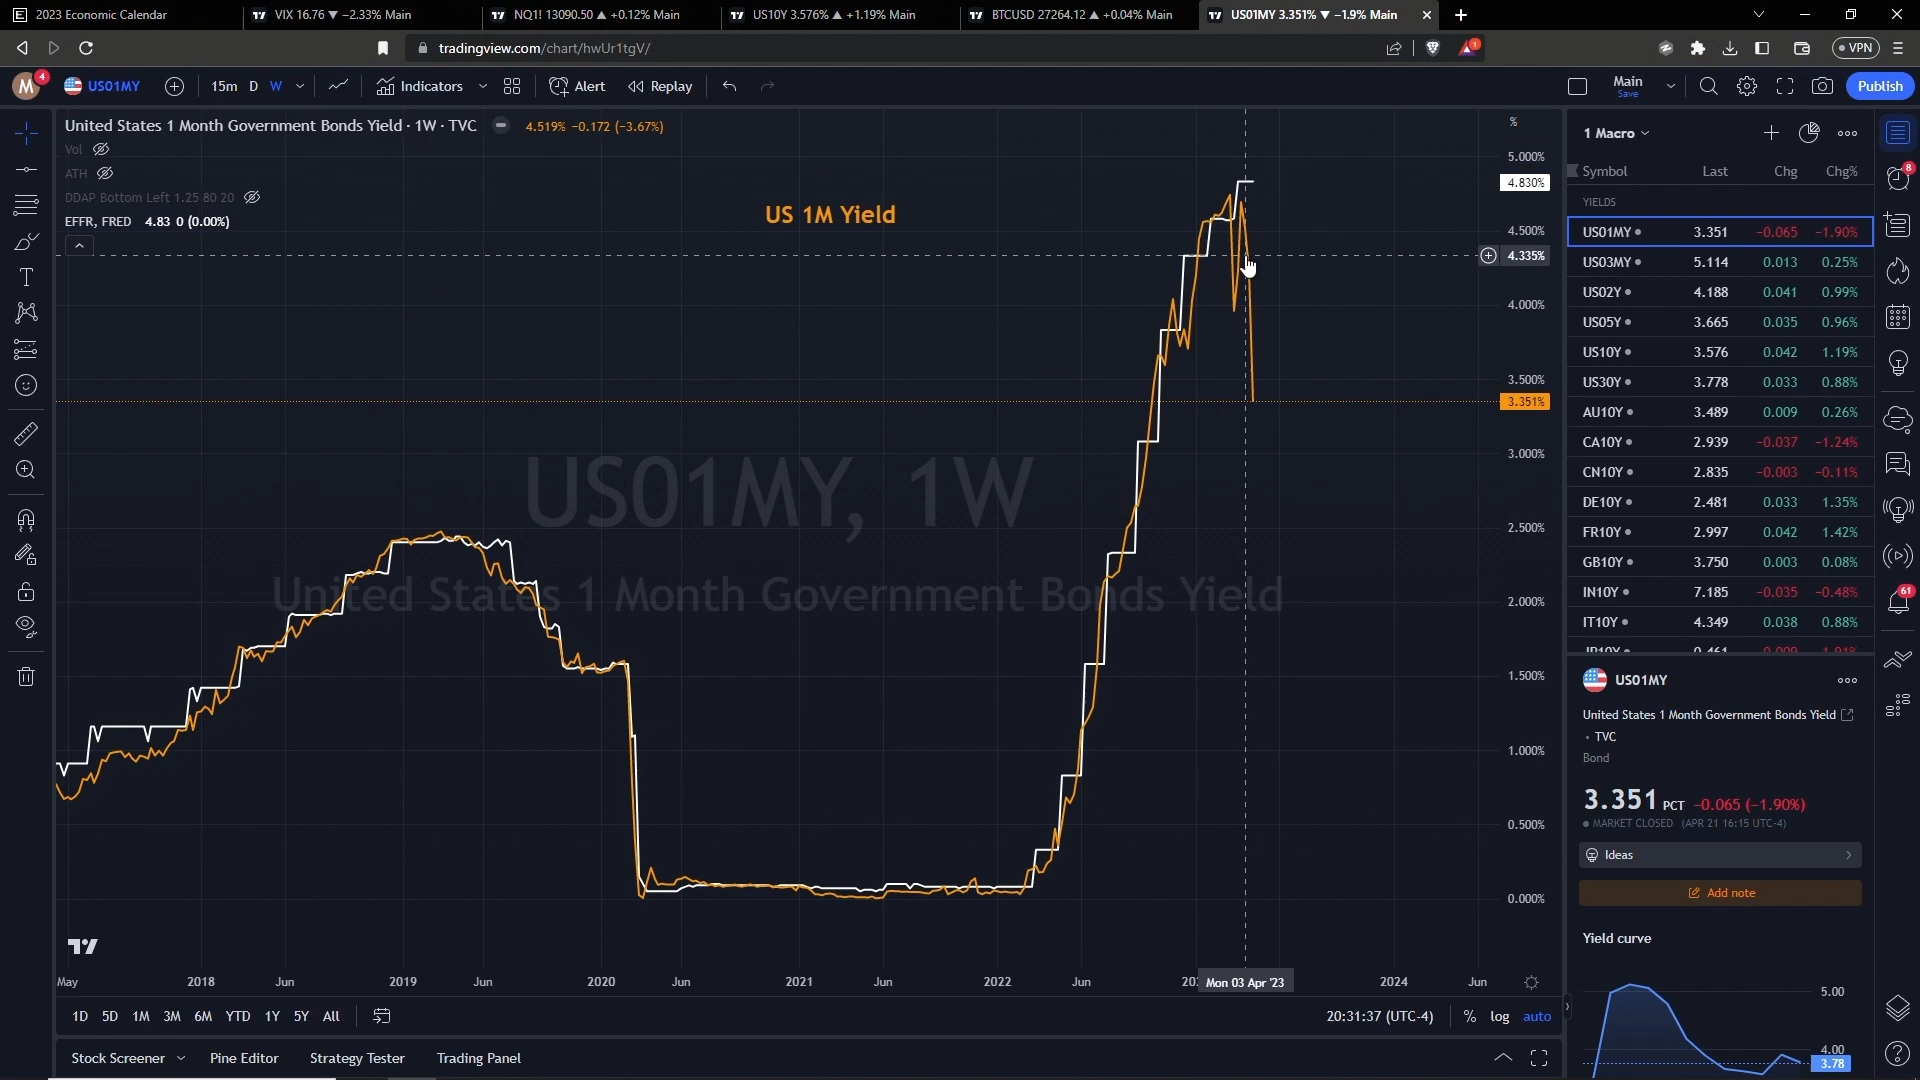 2023 Economic Calendar
VIX 16.76 ▼ −2.33% Main
NQ1! 13090.50 ▲ +0.12% Main
US10Y 3.576% ▲ +1.19% Main
BTCUSD 27264.12 ▲ +0.04% Main
US01MY 3.351% ▼ −1.9% Main
tradingview.com/chart/hwUr1tgV/
1
VPN
M
4
US01MY
15m
D
W
Indicators
Alert
Replay
Main
Save
Publish
United States 1 Month Government Bonds Yield · 1W · TVC
4.519% −0.172 (−3.67%)
Vol
ATH
DDAP Bottom Left 1.25 80 20
EFFR, FRED 4.83 0 (0.00%)
US 1M Yield
US01MY, 1W
United States 1 Month Government Bonds Yield
%
5.000%
4.830%
4.500%
4.335%
4.000%
3.500%
3.351%
3.000%
2.500%
2.000%
1.500%
1.000%
0.500%
0.000%
May
2018
Jun
2019
Jun
2020
Jun
2021
Jun
2022
Jun
Mon 03 Apr '23
2024
Jun
1D
5D
1M
3M
6M
YTD
1Y
5Y
All
20:31:37 (UTC-4)
%
log
auto
Stock Screener
Pine Editor
Strategy Tester
Trading Panel
1 Macro
Symbol Last Chg Chg%
YIELDS
US01MY 3.351 −0.065 −1.90%
US03MY 5.114 0.013 0.25%
US02Y 4.188 0.041 0.99%
US05Y 3.665 0.035 0.96%
US10Y 3.576 0.042 1.19%
US30Y 3.778 0.033 0.88%
AU10Y 3.489 0.009 0.26%
CA10Y 2.939 −0.037 −1.24%
CN10Y 2.835 −0.003 −0.11%
DE10Y 2.481 0.033 1.35%
FR10Y 2.997 0.042 1.42%
GB10Y 3.750 0.003 0.08%
IN10Y 7.185 −0.035 −0.48%
IT10Y 4.349 0.038 0.88%
US01MY
United States 1 Month Government Bonds Yield
• TVC
Bond
3.351 PCT −0.065 (−1.90%)
MARKET CLOSED (APR 21 16:15 UTC-4)
Ideas
Add note
Yield curve
5.00
4.00
3.78
8
61